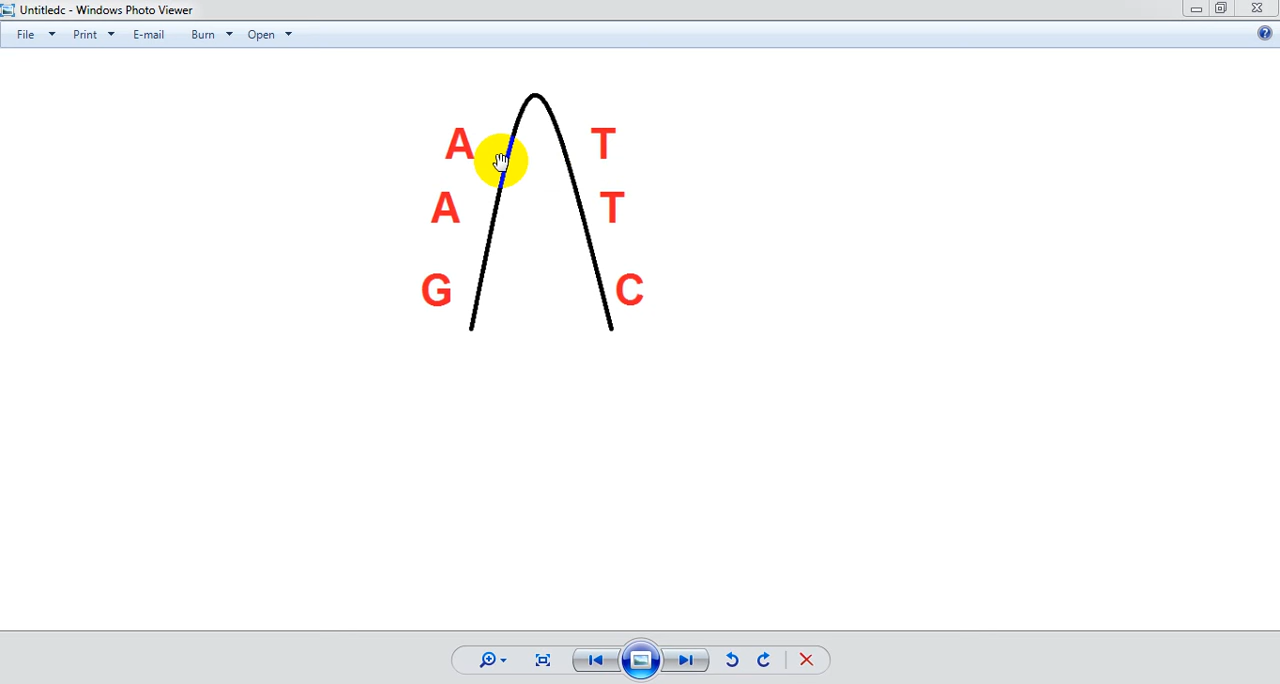 Untitledc - Windows Photo Viewer
File Print E-mail Burn Open
A T
A T
G C